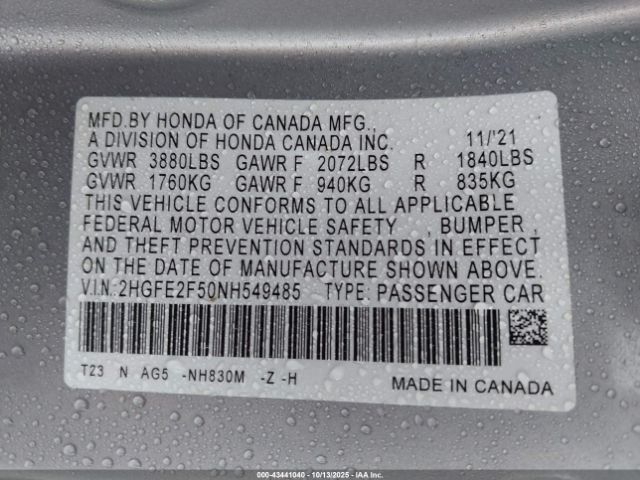 MFD.BY HONDA OF CANADA MFG.,
A DIVISION OF HONDA CANADA INC. 11/'21
GVWR 3880LBS GAWR F 2072LBS R 1840LBS
GVWR 1760KG GAWR F 940KG R 835KG
THIS VEHICLE CONFORMS TO ALL APPLICABLE
FEDERAL MOTOR VEHICLE SAFETY , BUMPER ,
AND THEFT PREVENTION STANDARDS IN EFFECT
ON THE DATE OF MANUFACTURE SHOWN ABOVE.
V.I.N:2HGFE2F50NH549485 TYPE: PASSENGER CAR
T23 N AG5 -NH830M -Z -H
MADE IN CANADA
000-43441040 - 10/13/2025 - IAA.com